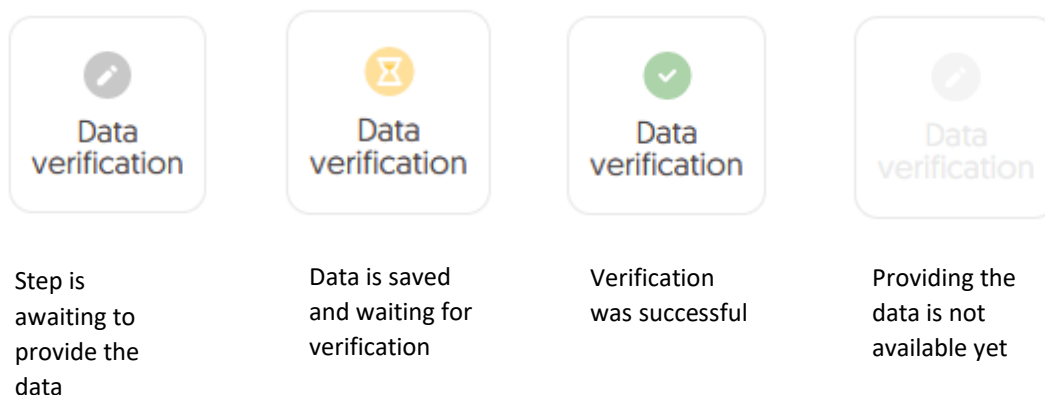 Data
verification
Data
verification
Data
verification
Data
verification
Step is
awaiting to
provide the
data
Data is saved
and waiting for
verification
Verification
was successful
Providing the
data is not
available yet